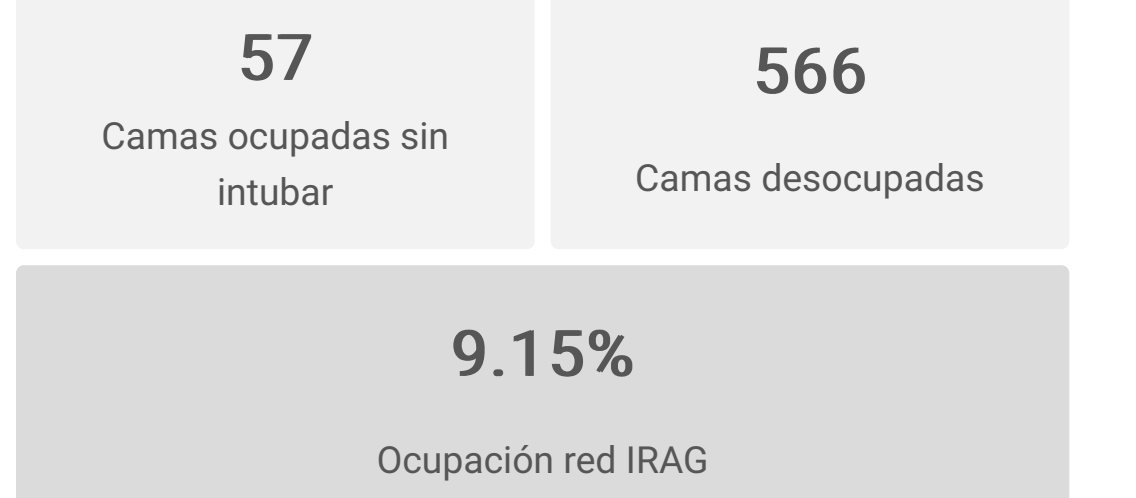 57
Camas ocupadas sin
intubar
566
Camas desocupadas
9.15%
Ocupación red IRAG